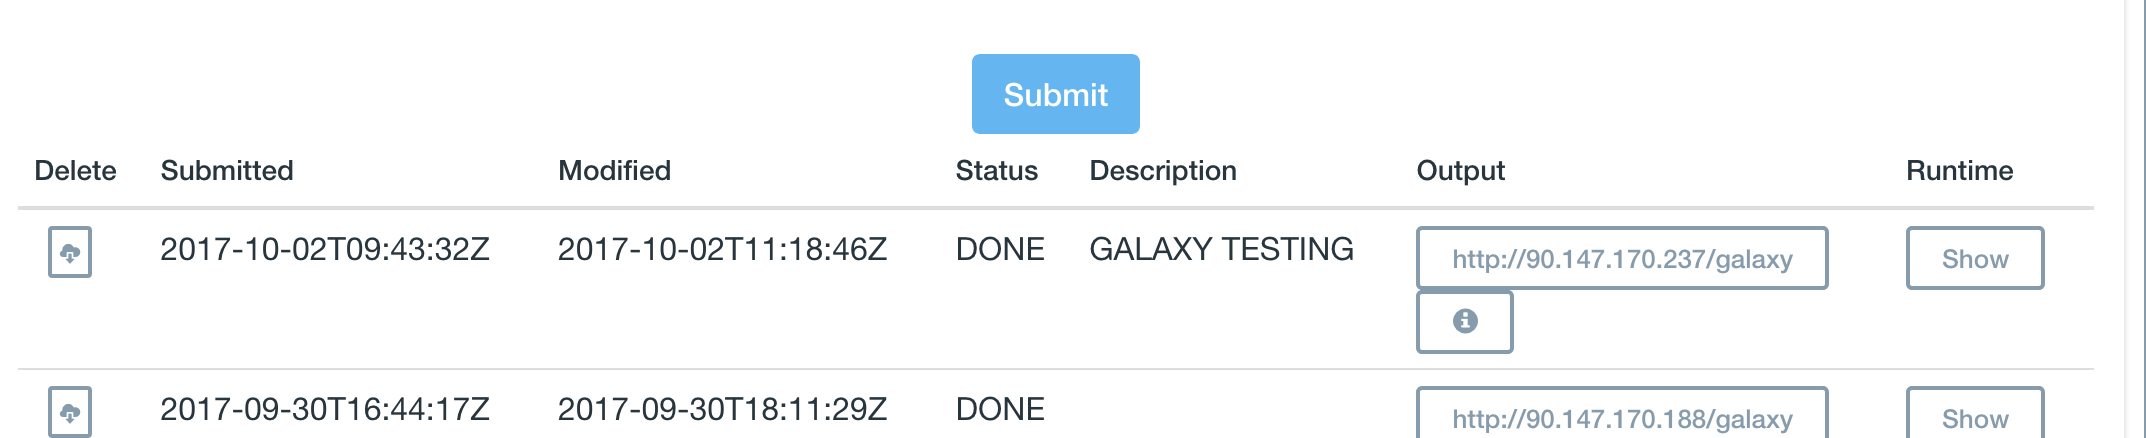 Submit
Delete Submitted Modified Status Description Output Runtime
2017-10-02T09:43:32Z 2017-10-02T11:18:46Z DONE GALAXY TESTING http://90.147.170.237/galaxy Show
2017-09-30T16:44:17Z 2017-09-30T18:11:29Z DONE http://90.147.170.188/galaxy Show